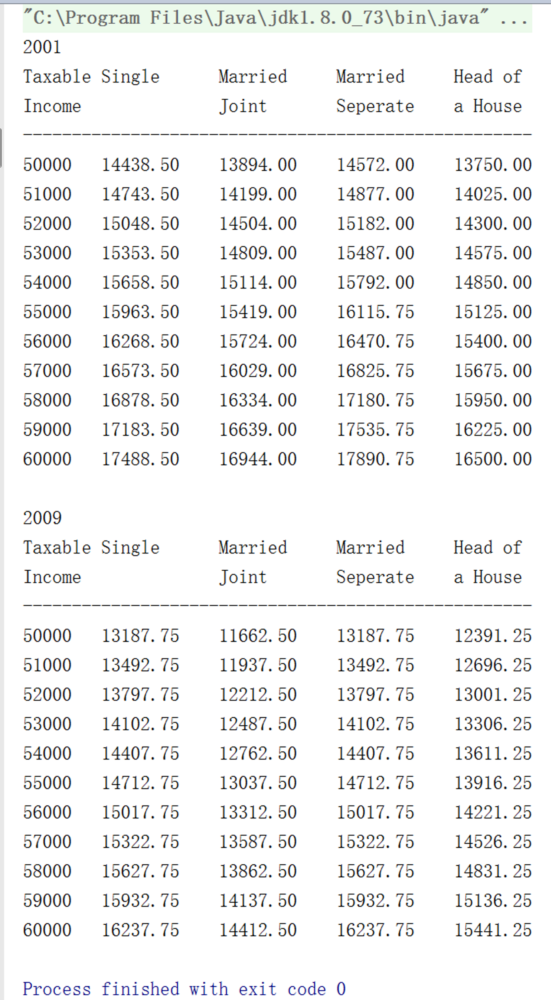 "C:\Program Files\Java\jdk1.8.0_73\bin\java" ...
2001
Taxable Single Married Married Head of
Income Joint Seperate a House
----------------------------------------------------
50000 14438.50 13894.00 14572.00 13750.00
51000 14743.50 14199.00 14877.00 14025.00
52000 15048.50 14504.00 15182.00 14300.00
53000 15353.50 14809.00 15487.00 14575.00
54000 15658.50 15114.00 15792.00 14850.00
55000 15963.50 15419.00 16115.75 15125.00
56000 16268.50 15724.00 16470.75 15400.00
57000 16573.50 16029.00 16825.75 15675.00
58000 16878.50 16334.00 17180.75 15950.00
59000 17183.50 16639.00 17535.75 16225.00
60000 17488.50 16944.00 17890.75 16500.00
2009
Taxable Single Married Married Head of
Income Joint Seperate a House
----------------------------------------------------
50000 13187.75 11662.50 13187.75 12391.25
51000 13492.75 11937.50 13492.75 12696.25
52000 13797.75 12212.50 13797.75 13001.25
53000 14102.75 12487.50 14102.75 13306.25
54000 14407.75 12762.50 14407.75 13611.25
55000 14712.75 13037.50 14712.75 13916.25
56000 15017.75 13312.50 15017.75 14221.25
57000 15322.75 13587.50 15322.75 14526.25
58000 15627.75 13862.50 15627.75 14831.25
59000 15932.75 14137.50 15932.75 15136.25
60000 16237.75 14412.50 16237.75 15441.25
Process finished with exit code 0